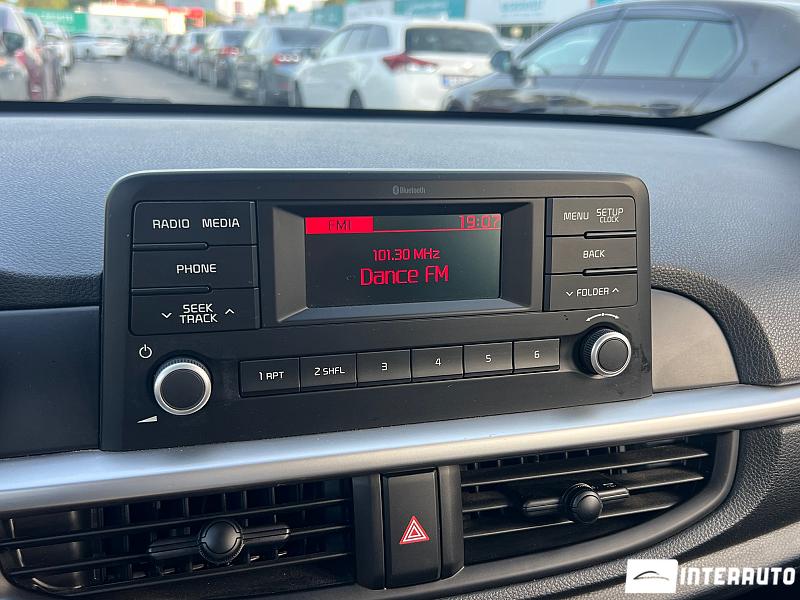 Bluetooth
RADIO MEDIA
PHONE
SEEK
TRACK
FM1 19:07
101.30 MHz
Dance FM
MENU SETUP
CLOCK
BACK
FOLDER
1 RPT 2 SHFL 3 4 5 6
INTERRAUTO